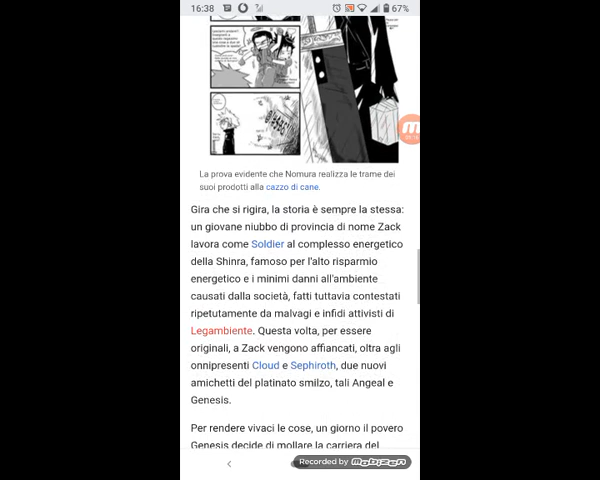 16:38
67%
La prova evidente che Nomura realizza le trame dei
suoi prodotti alla cazzo di cane.
Gira che si rigira, la storia è sempre la stessa:
un giovane niubbo di provincia di nome Zack
lavora come Soldier al complesso energetico
della Shinra, famoso per l'alto risparmio
energetico e i minimi danni all'ambiente
causati dalla società, fatti tuttavia contestati
ripetutamente da malvagi e infidi attivisti di
Legambiente. Questa volta, per essere
originali, a Zack vengono affiancati, oltra agli
onnipresenti Cloud e Sephiroth, due nuovi
amichetti del platinato smilzo, tali Angeal e
Genesis.
Per rendere vivaci le cose, un giorno il povero
Genesis decide di mollare la carriera del
Recorded by mobizen